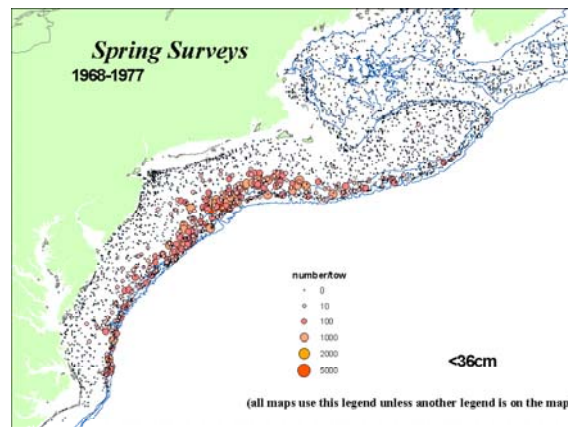 Spring Surveys
1968-1977
number/tow
0
10
100
1000
2000
5000
<36cm
(all maps use this legend unless another legend is on the map